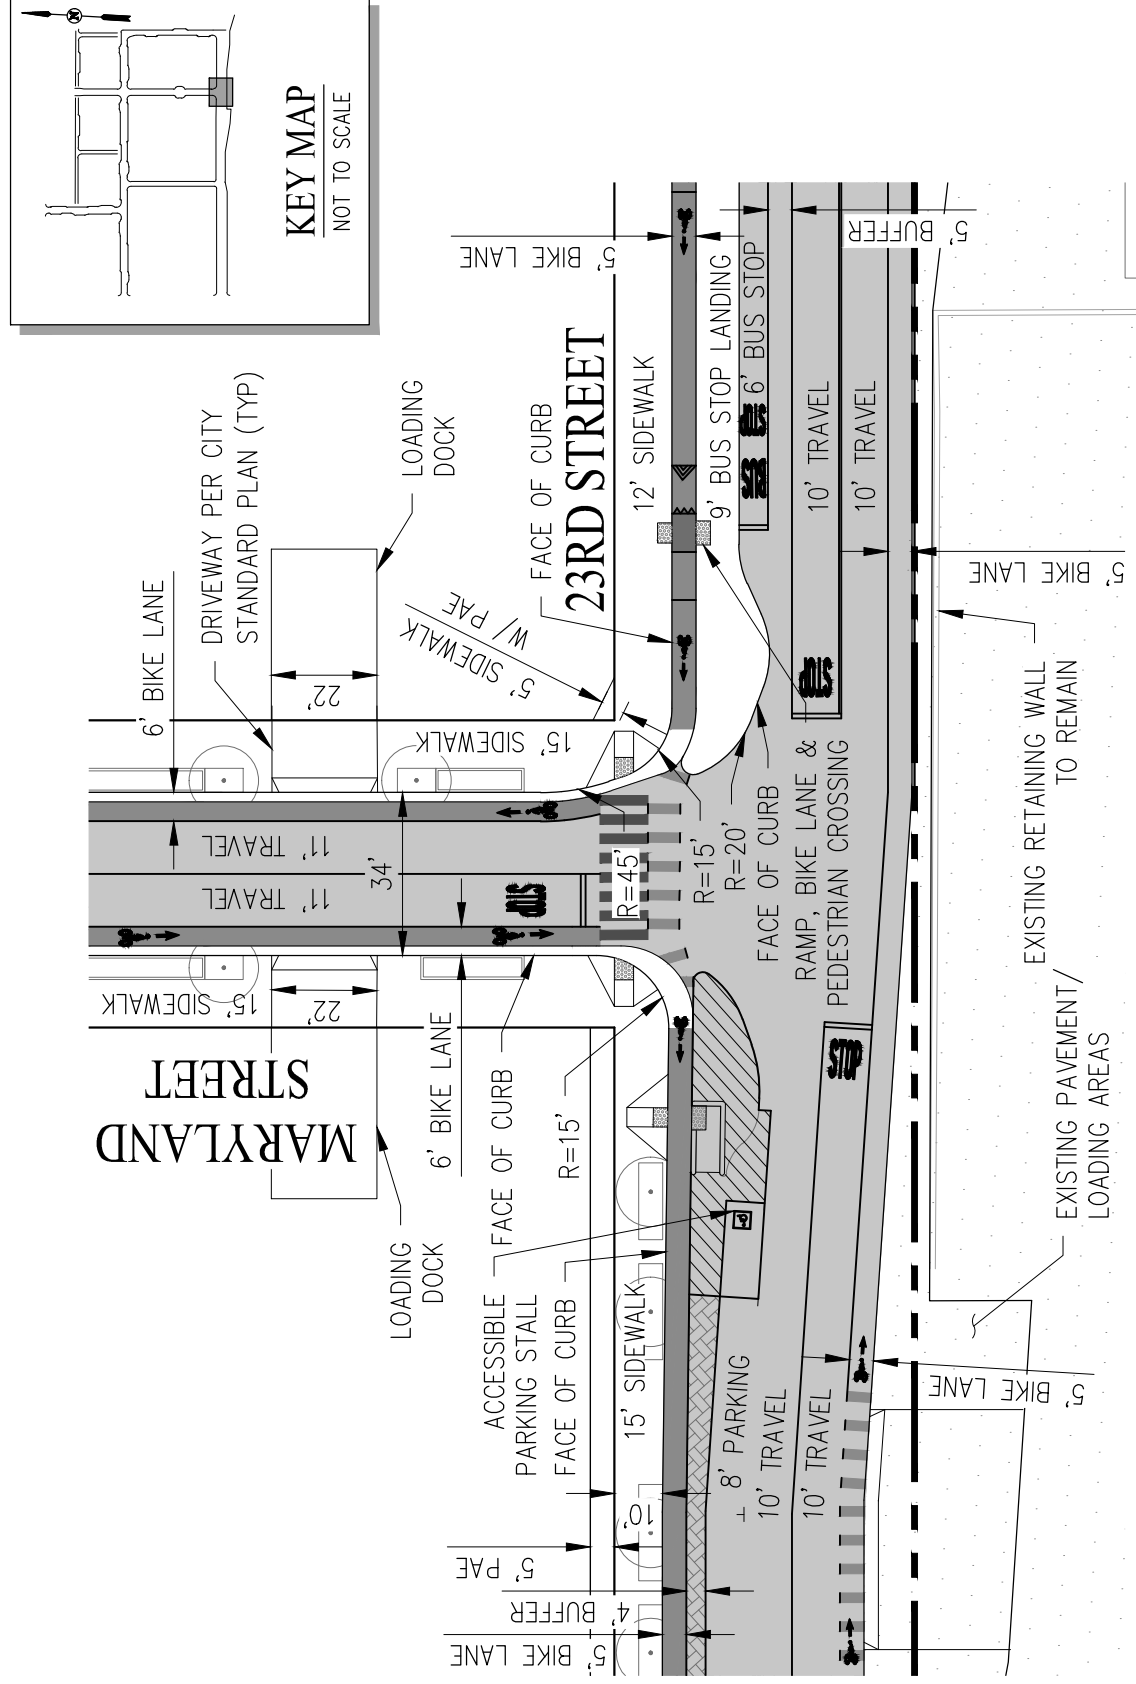 N
KEY MAP
NOT TO SCALE
6' BIKE LANE
DRIVEWAY PER CITY
STANDARD PLAN (TYP)
LOADING
DOCK
5' SIDEWALK
W/ PAE
22'
15' SIDEWALK
FACE OF CURB
23RD STREET
12' SIDEWALK
5' BIKE LANE
9' BUS STOP LANDING
6' BUS STOP
BUS STOP
5' BUFFER
10' TRAVEL
10' TRAVEL
STOP
5' BIKE LANE
11' TRAVEL
11' TRAVEL
34'
STOP
R=45'
R=15'
R=20'
FACE OF CURB
RAMP, BIKE LANE &
PEDESTRIAN CROSSING
EXISTING RETAINING WALL
TO REMAIN
15' SIDEWALK
22'
MARYLAND
STREET
6' BIKE LANE
FACE OF CURB
R=15'
LOADING
DOCK
STOP
EXISTING PAVEMENT/
LOADING AREAS
ACCESSIBLE
PARKING STALL
FACE OF CURB
15' SIDEWALK
8' PARKING
10' TRAVEL
10' TRAVEL
5' BIKE LANE
10'
5' PAE
4' BUFFER
5' BIKE LANE